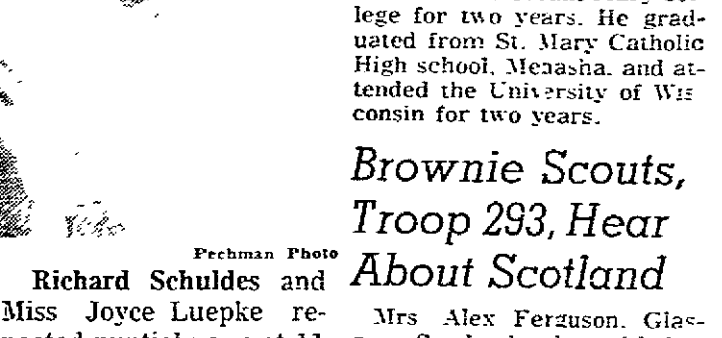 lege for two years. He grad-
uated from St. Mary Catholic
High school, Menasha, and at-
tended the University of Wis
consin for two years.
Brownie Scouts,
Troop 293, Hear
About Scotland
Mrs Alex Ferguson, Glas-
Pechman Photo
Richard Schuldes and
Miss Joyce Luepke re-